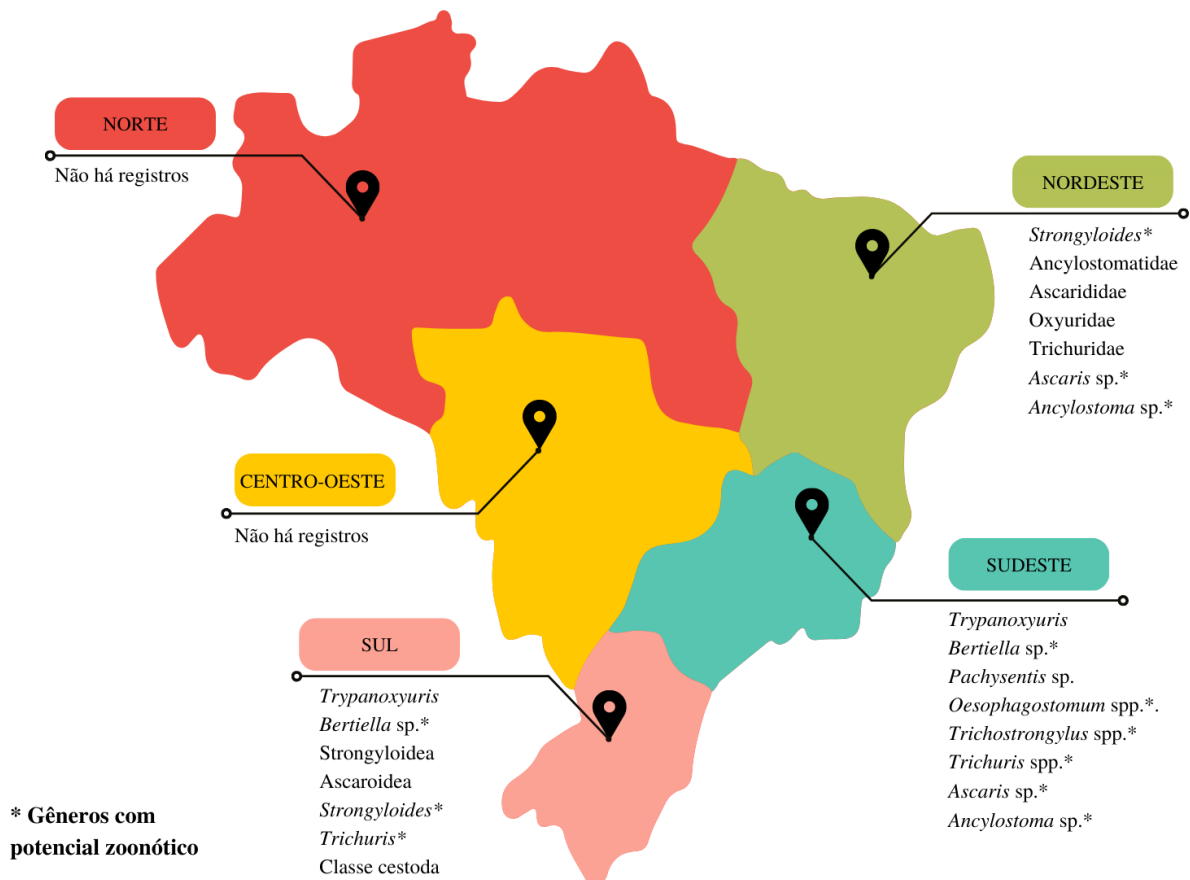 NORTE
Não há registros
NORDESTE
Strongyloides*
Ancylostomatidae
Ascarididae
Oxyuridae
Trichuridae
Ascaris sp.*
Ancylostoma sp.*
CENTRO-OESTE
Não há registros
SUDESTE
Trypanoxyuris
Bertiella sp.*
Pachysentis sp.
Oesophagostomum spp.*.
Trichostrongylus spp.*
Trichuris spp.*
Ascaris sp.*
Ancylostoma sp.*
SUL
Trypanoxyuris
Bertiella sp.*
Strongyloidea
Ascaroidea
Strongyloides*
Trichuris*
Classe cestoda
* Gêneros com
potencial zoonótico